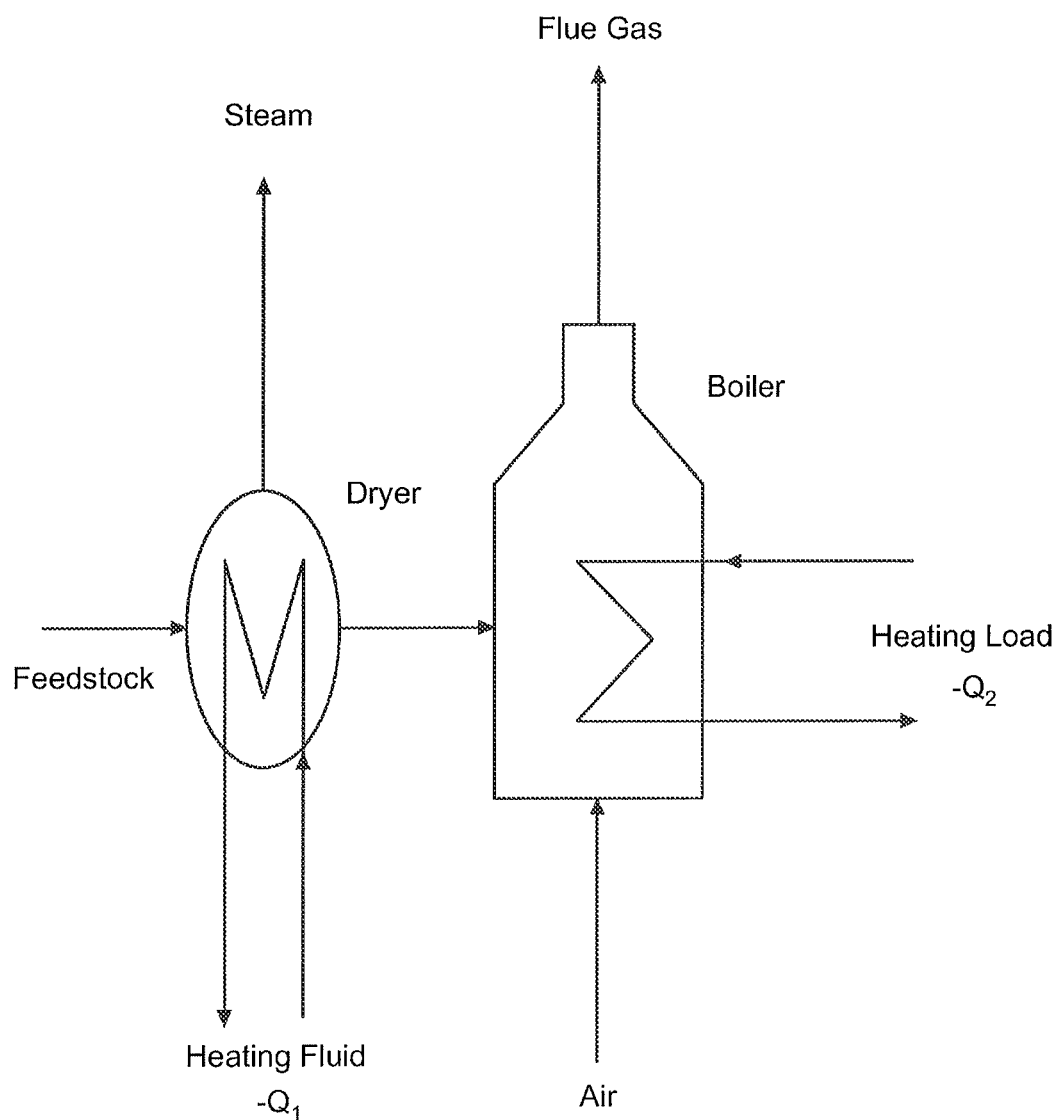 Flue Gas
Steam
Boiler
Dryer
Heating Load
-Q₂
Feedstock
Heating Fluid
-Q₁
Air